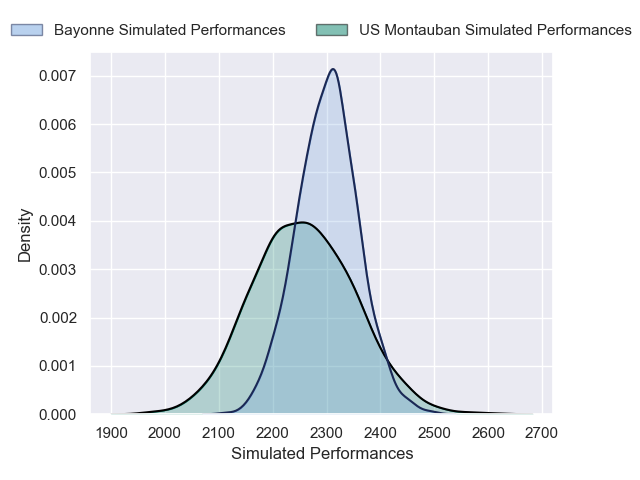 Bayonne Simulated Performances
US Montauban Simulated Performances
0.007
0.006
0.005
0.004
0.003
0.002
0.001
0.000
Density
1900 2000 2100 2200 2300 2400 2500 2600 2700
Simulated Performances